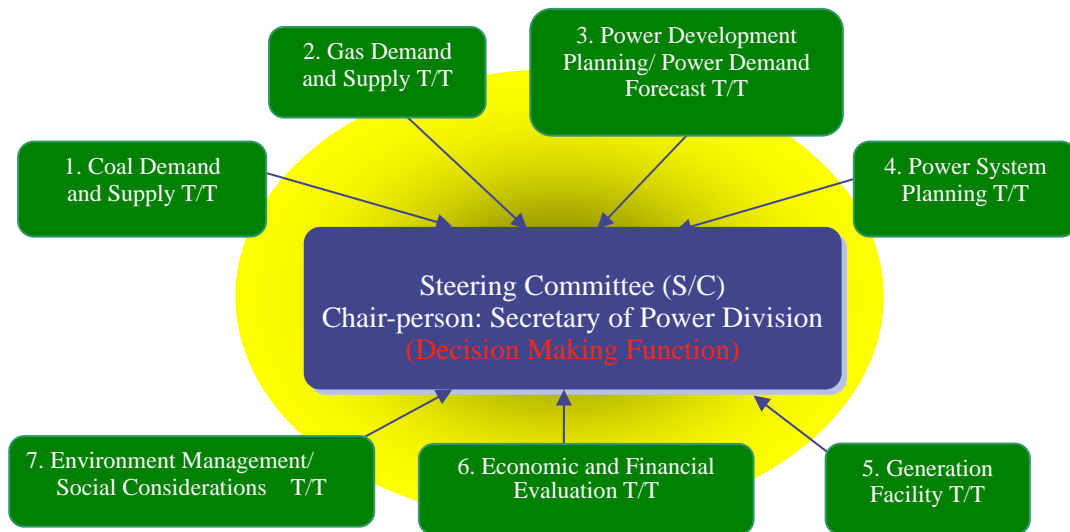 1. Coal Demand
and Supply T/T
2. Gas Demand
and Supply T/T
3. Power Development
Planning/ Power Demand
Forecast T/T
4. Power System
Planning T/T
Steering Committee (S/C)
Chair-person: Secretary of Power Division
(Decision Making Function)
7. Environment Management/
Social Considerations T/T
6. Economic and Financial
Evaluation T/T
5. Generation
Facility T/T